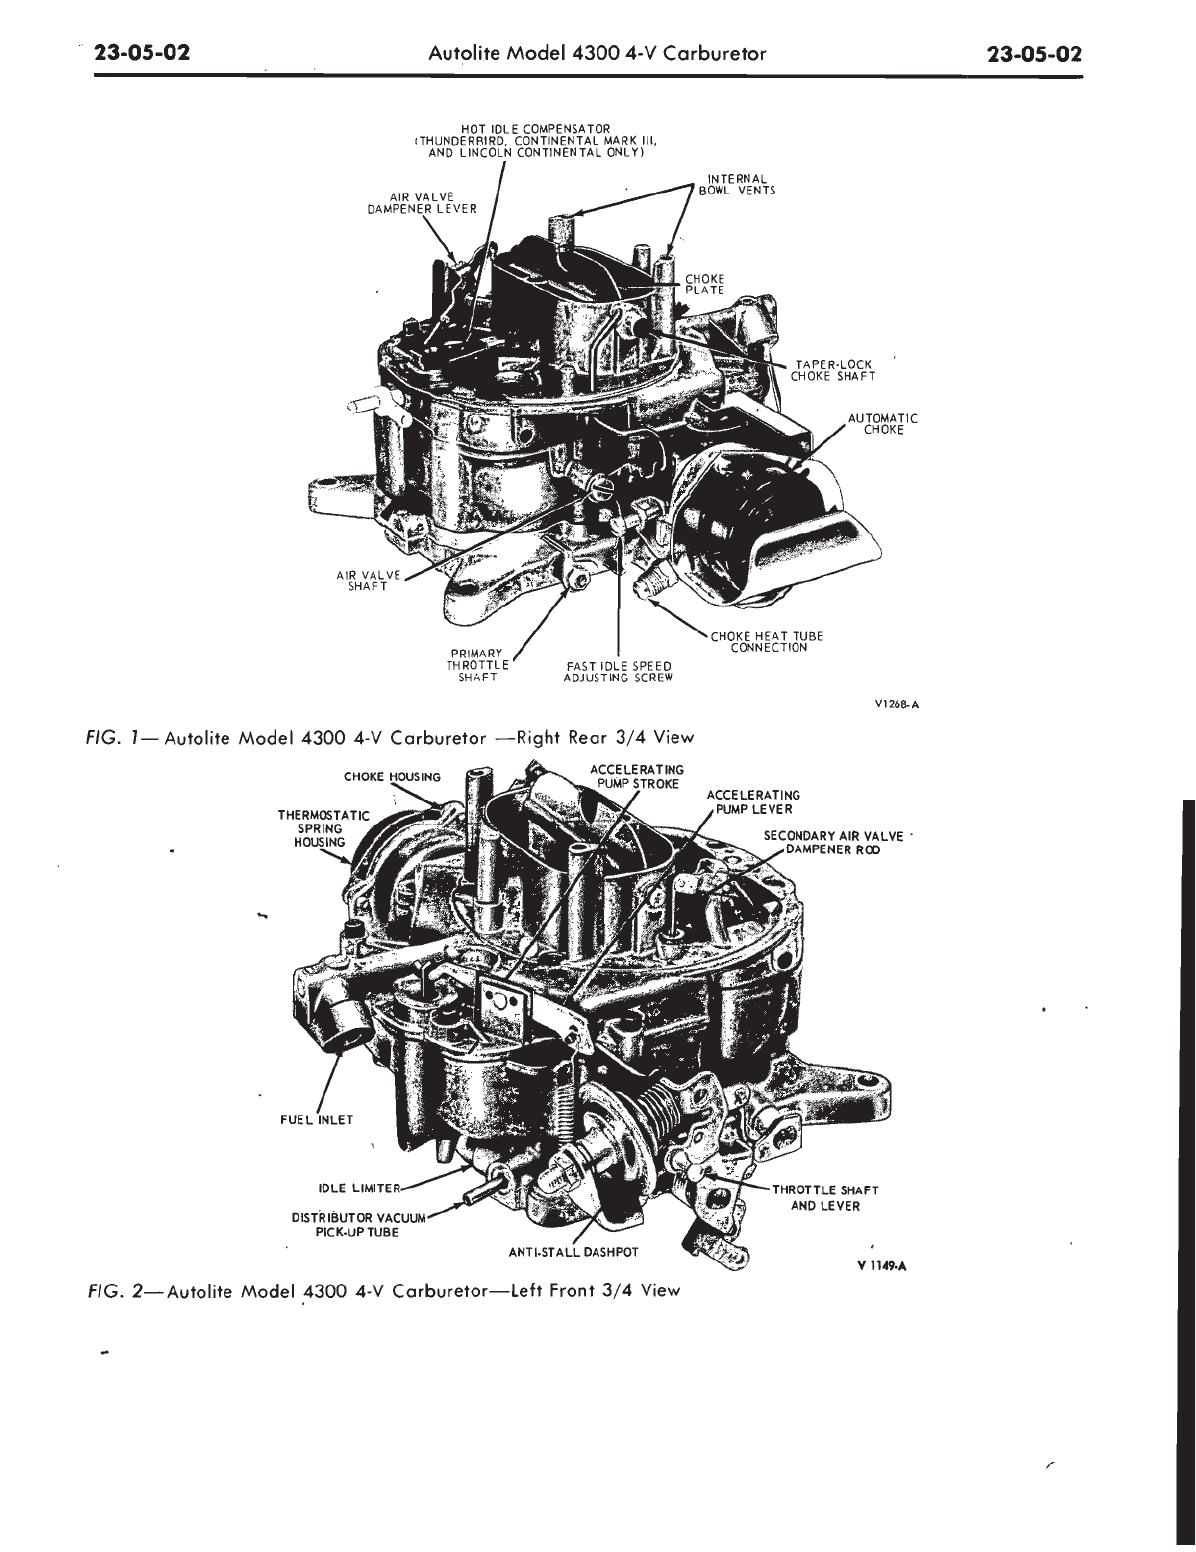 23-05-02 Autolite Model 4300 4-V Carburetor 23-05-02
HOT IDLE COMPENSATOR
(THUNDERBIRD, CONTINENTAL MARK III,
AND LINCOLN CONTINENTAL ONLY)
INTERNAL
BOWL VENTS
AIR VALVE
DAMPENER LEVER
CHOKE
PLATE
TAPER-LOCK
CHOKE SHAFT
AUTOMATIC
CHOKE
AIR VALVE
SHAFT
CHOKE HEAT TUBE
CONNECTION
PRIMARY
THROTTLE
SHAFT
FAST IDLE SPEED
ADJUSTING SCREW
V1268-A
FIG. 1—Autolite Model 4300 4-V Carburetor —Right Rear 3/4 View
CHOKE HOUSING
ACCELERATING
PUMP STROKE
ACCELERATING
PUMP LEVER
THERMOSTATIC
SPRING
HOUSING
SECONDARY AIR VALVE
DAMPENER ROD
FUEL INLET
IDLE LIMITER
DISTRIBUTOR VACUUM
PICK-UP TUBE
ANTI-STALL DASHPOT
THROTTLE SHAFT
AND LEVER
V 1149-A
FIG. 2—Autolite Model 4300 4-V Carburetor—Left Front 3/4 View